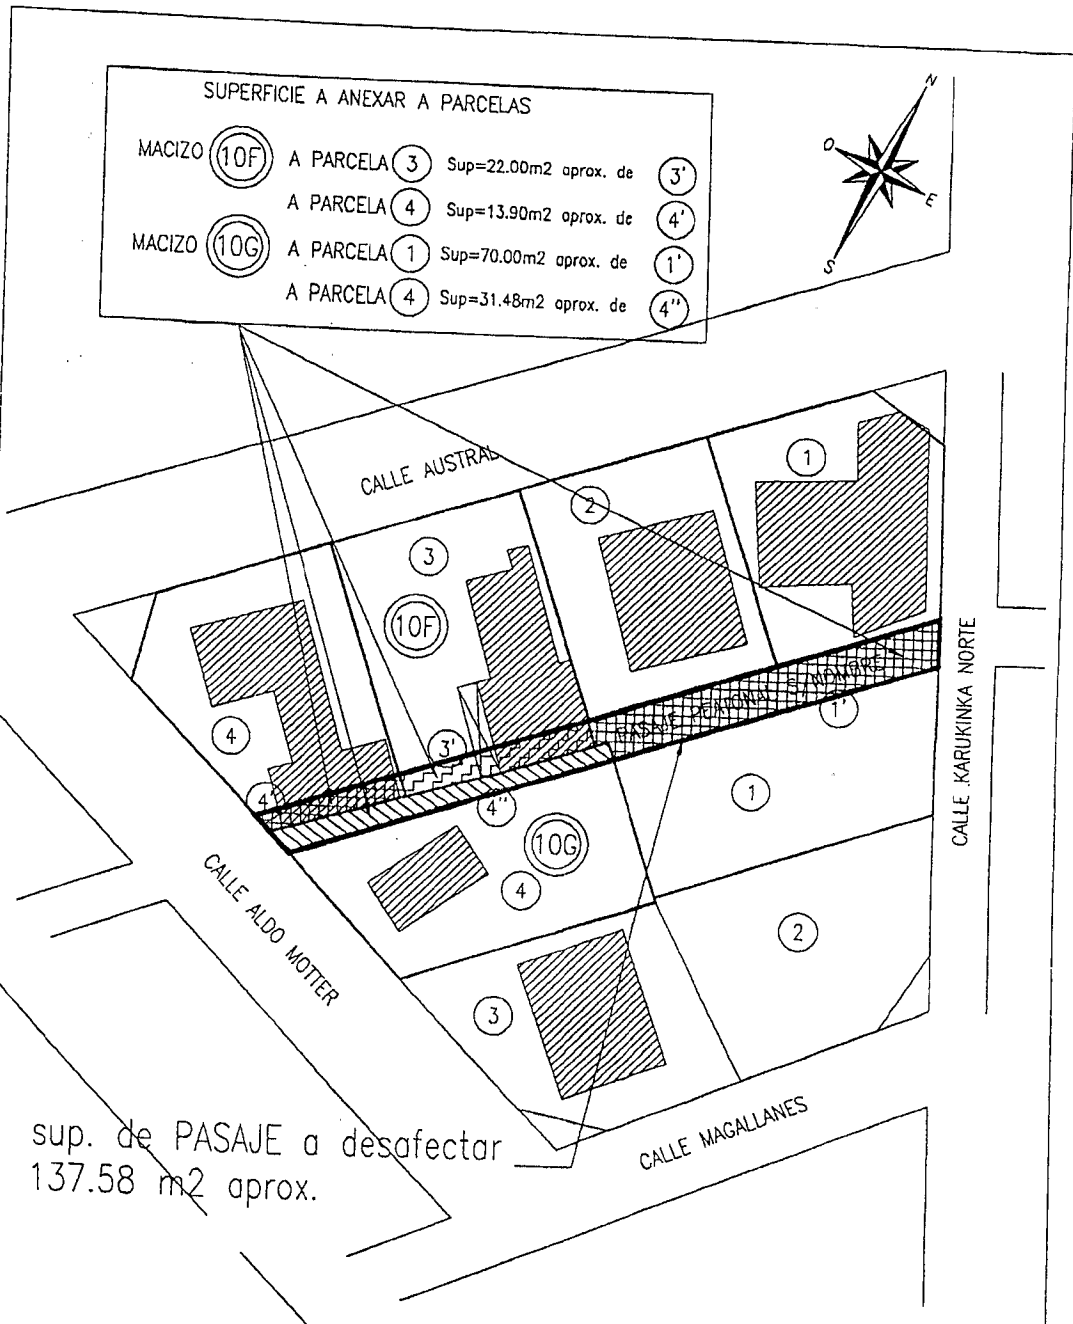 SUPERFICIE A ANEXAR A PARCELAS
MACIZO 10F A PARCELA 3 Sup=22.00m2 aprox. de 3'
A PARCELA 4 Sup=13.90m2 aprox. de 4'
MACIZO 10G A PARCELA 1 Sup=70.00m2 aprox. de 1'
A PARCELA 4 Sup=31.48m2 aprox. de 4''
N
O
E
S
CALLE AUSTRAL
1
2
3
10F
4
3'
4'
4''
PASAJE PEATONAL S/NOMBRE
1'
1
10G
4
2
3
CALLE KARUKINKA NORTE
CALLE ALDO MOTTER
CALLE MAGALLANES
sup. de PASAJE a desafectar
137.58 m2 aprox.